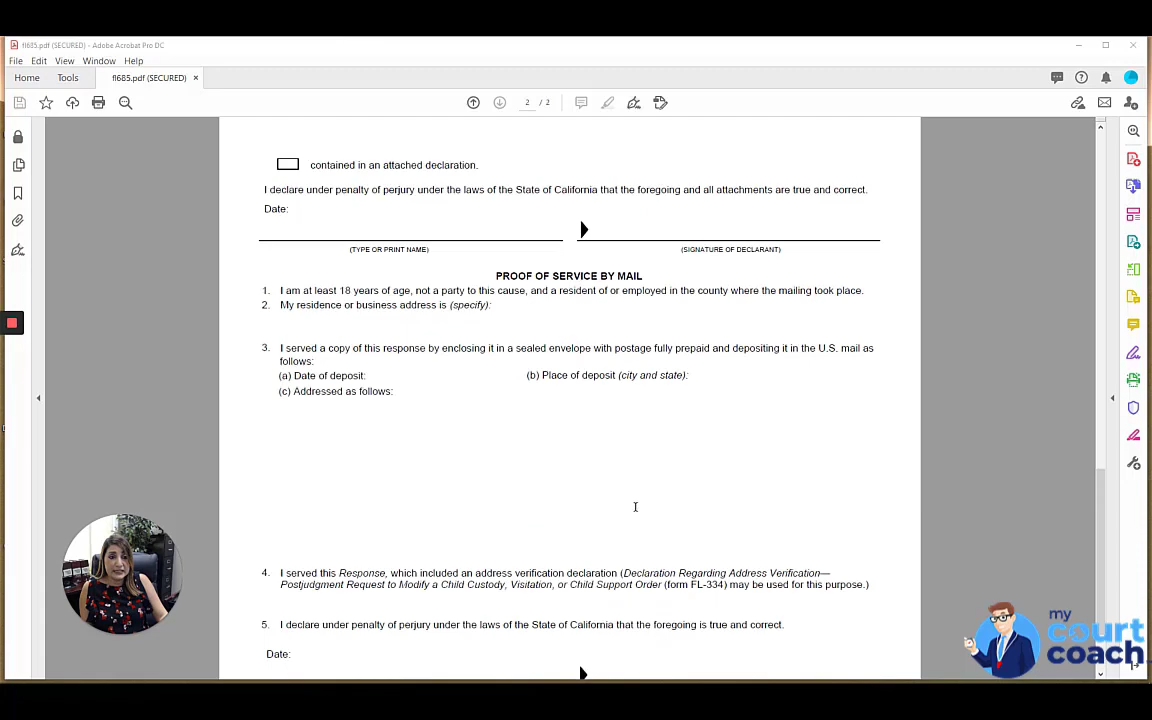 fl685.pdf (SECURED) - Adobe Acrobat Pro DC
File Edit View Window Help
Home Tools fl685.pdf (SECURED) ×
2 / 2
contained in an attached declaration.
I declare under penalty of perjury under the laws of the State of California that the foregoing and all attachments are true and correct.
Date:
(TYPE OR PRINT NAME) (SIGNATURE OF DECLARANT)
PROOF OF SERVICE BY MAIL
1. I am at least 18 years of age, not a party to this cause, and a resident of or employed in the county where the mailing took place.
2. My residence or business address is (specify):
3. I served a copy of this response by enclosing it in a sealed envelope with postage fully prepaid and depositing it in the U.S. mail as
follows:
(a) Date of deposit: (b) Place of deposit (city and state):
(c) Addressed as follows:
4. I served this Response, which included an address verification declaration (Declaration Regarding Address Verification—
Postjudgment Request to Modify a Child Custody, Visitation, or Child Support Order (form FL-334) may be used for this purpose.)
5. I declare under penalty of perjury under the laws of the State of California that the foregoing is true and correct.
Date:
my
court
coach